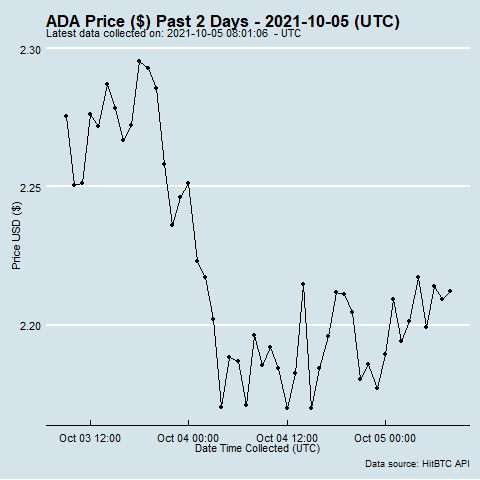 ADA Price ($) Past 2 Days - 2021-10-05 (UTC)
Latest data collected on: 2021-10-05 08:01:06  - UTC
2.30
2.25
2.20
Price USD ($)
Oct 03 12:00
Oct 04 00:00
Oct 04 12:00
Oct 05 00:00
Date Time Collected (UTC)
Data source: HitBTC API